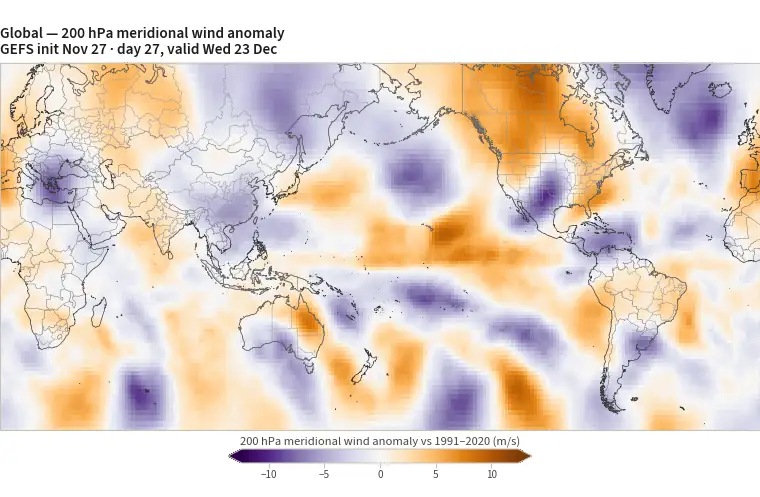 Global — 200 hPa meridional wind anomaly
GEFS init Nov 27 · day 27, valid Wed 23 Dec
200 hPa meridional wind anomaly vs 1991–2020 (m/s)
−10 −5 0 5 10